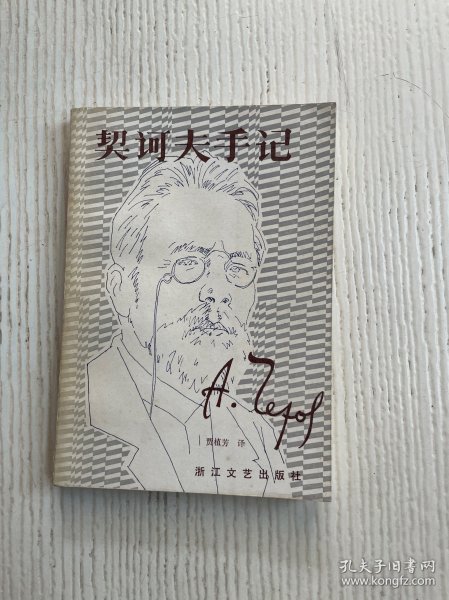 契诃夫手记
А. Чехов
贾植芳 译
浙江文艺出版社
孔夫子旧书网
www.kongfz.com